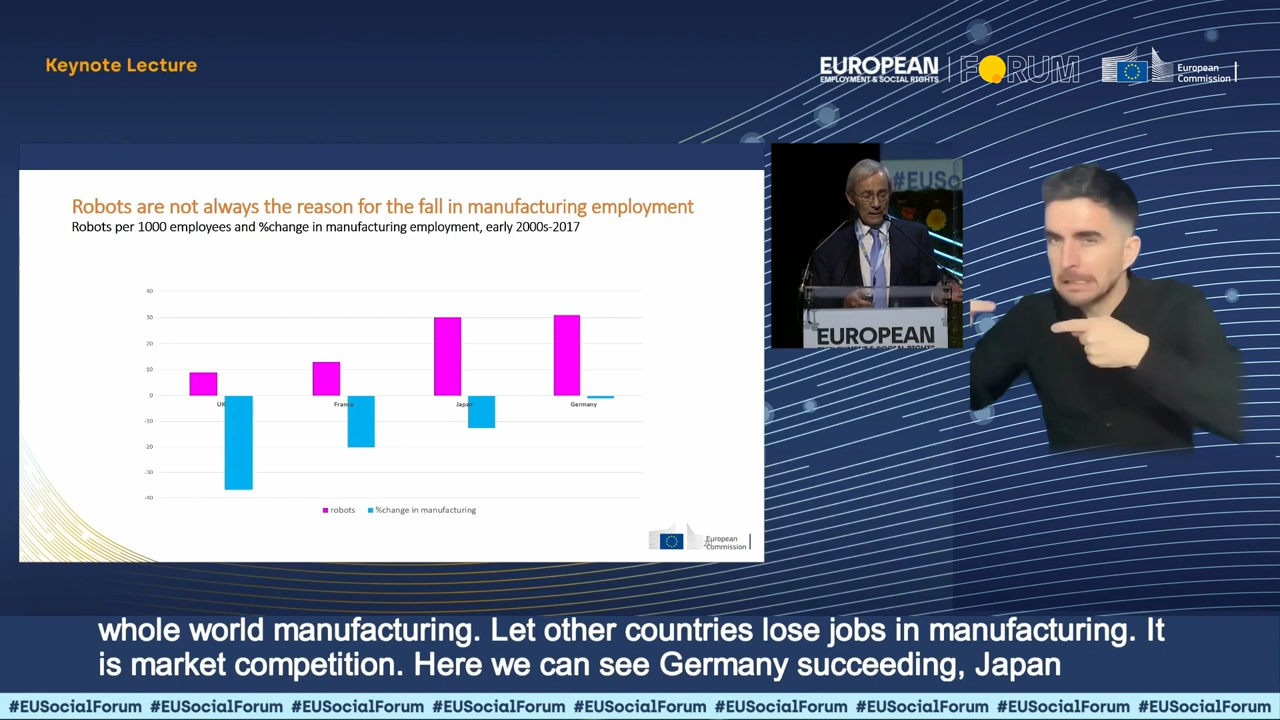 Keynote Lecture
EUROPEAN
EMPLOYMENT & SOCIAL RIGHTS
FORUM
European
Commission
Robots are not always the reason for the fall in manufacturing employment
Robots per 1000 employees and %change in manufacturing employment, early 2000s-2017
40
30
20
10
0
-10
-20
-30
-40
UK
France
Japan
Germany
robots
%change in manufacturing
European
Commission
#EUSo
EUROPEAN
whole world manufacturing. Let other countries lose jobs in manufacturing. It
is market competition. Here we can see Germany succeeding, Japan
#EUSocialForum #EUSocialForum #EUSocialForum #EUSocialForum #EUSocialForum #EUSocialForum #EUSocialForum #EUSocialForum #EUSocialForum